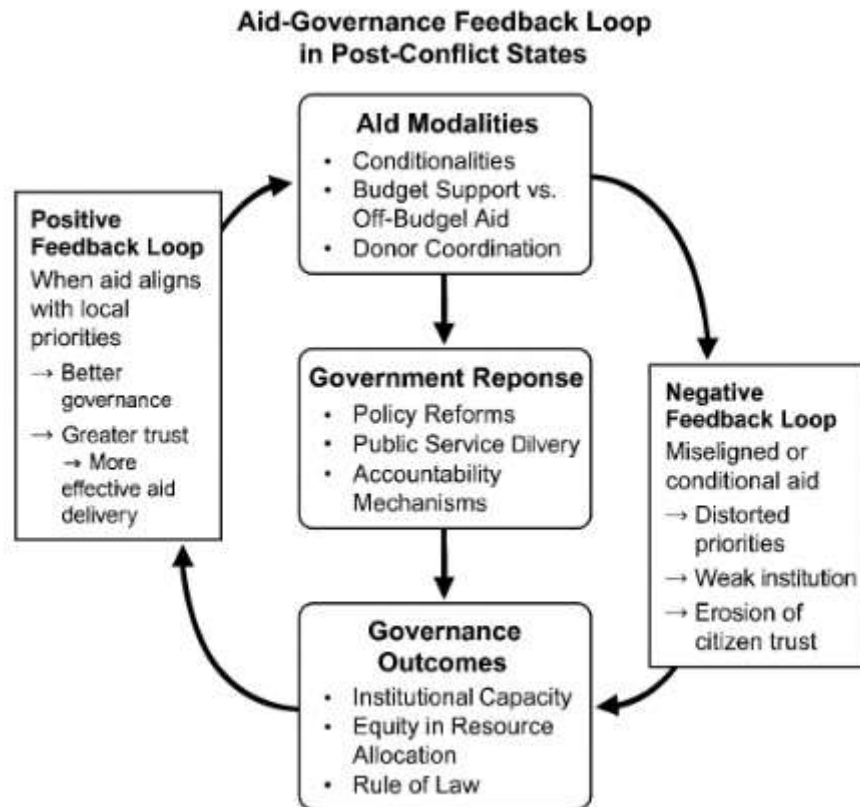 Aid-Governance Feedback Loop
in Post-Conflict States
Aid Modalities
• Conditionalities
• Budget Support vs.
Off-Budgel Aid
• Donor Coordination
Positive
Feedback Loop
When aid aligns
with local
priorities
→ Better
governance
→ Greater trust
→ More
effective aid
delivery
Government Reponse
• Policy Reforms
• Public Service Dilvery
• Accountability
Mechanisms
Negative
Feedback Loop
Miseligned or
conditional aid
→ Distorted
priorities
→ Weak institution
→ Erosion of
citizen trust
Governance
Outcomes
• Institutional Capacity
• Equity in Resource
Allocation
• Rule of Law